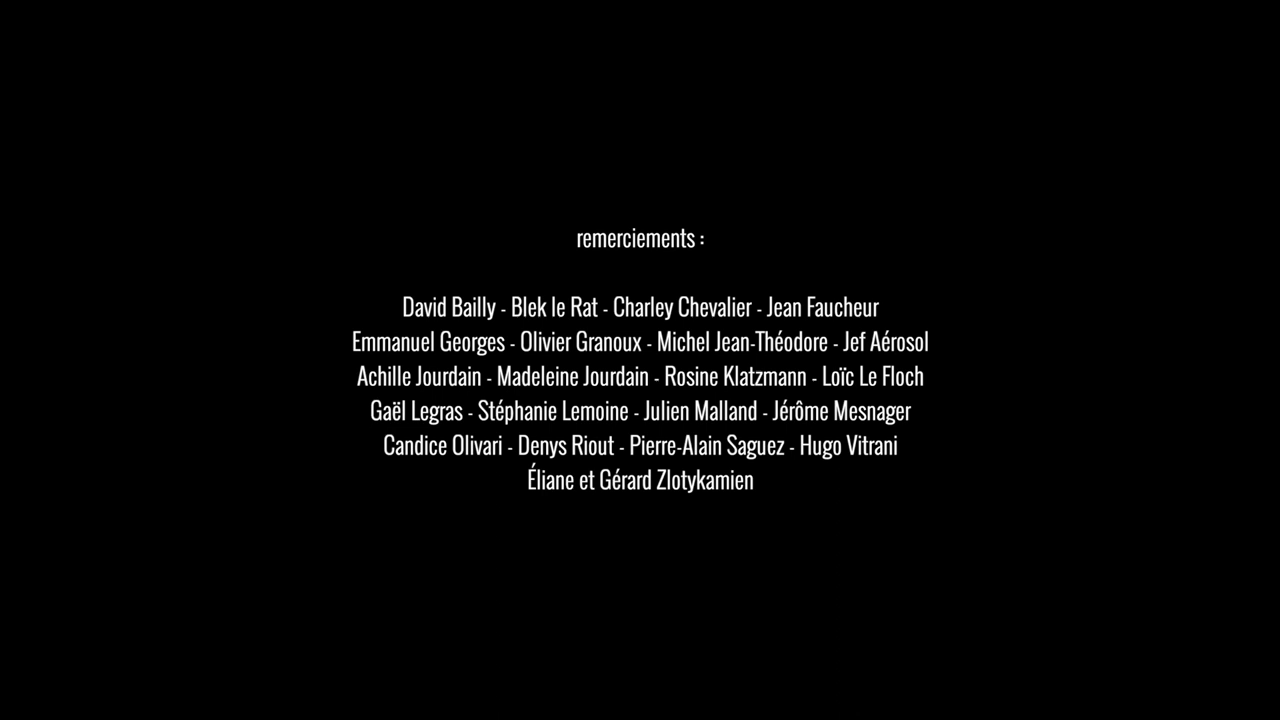 remerciements :
David Bailly - Blek le Rat - Charley Chevalier - Jean Faucheur
Emmanuel Georges - Olivier Granoux - Michel Jean-Théodore - Jef Aérosol
Achille Jourdain - Madeleine Jourdain - Rosine Klatzmann - Loïc Le Floch
Gaël Legras - Stéphanie Lemoine - Julien Malland - Jérôme Mesnager
Candice Olivari - Denys Riout - Pierre-Alain Saguez - Hugo Vitrani
Éliane et Gérard Zlotykamien